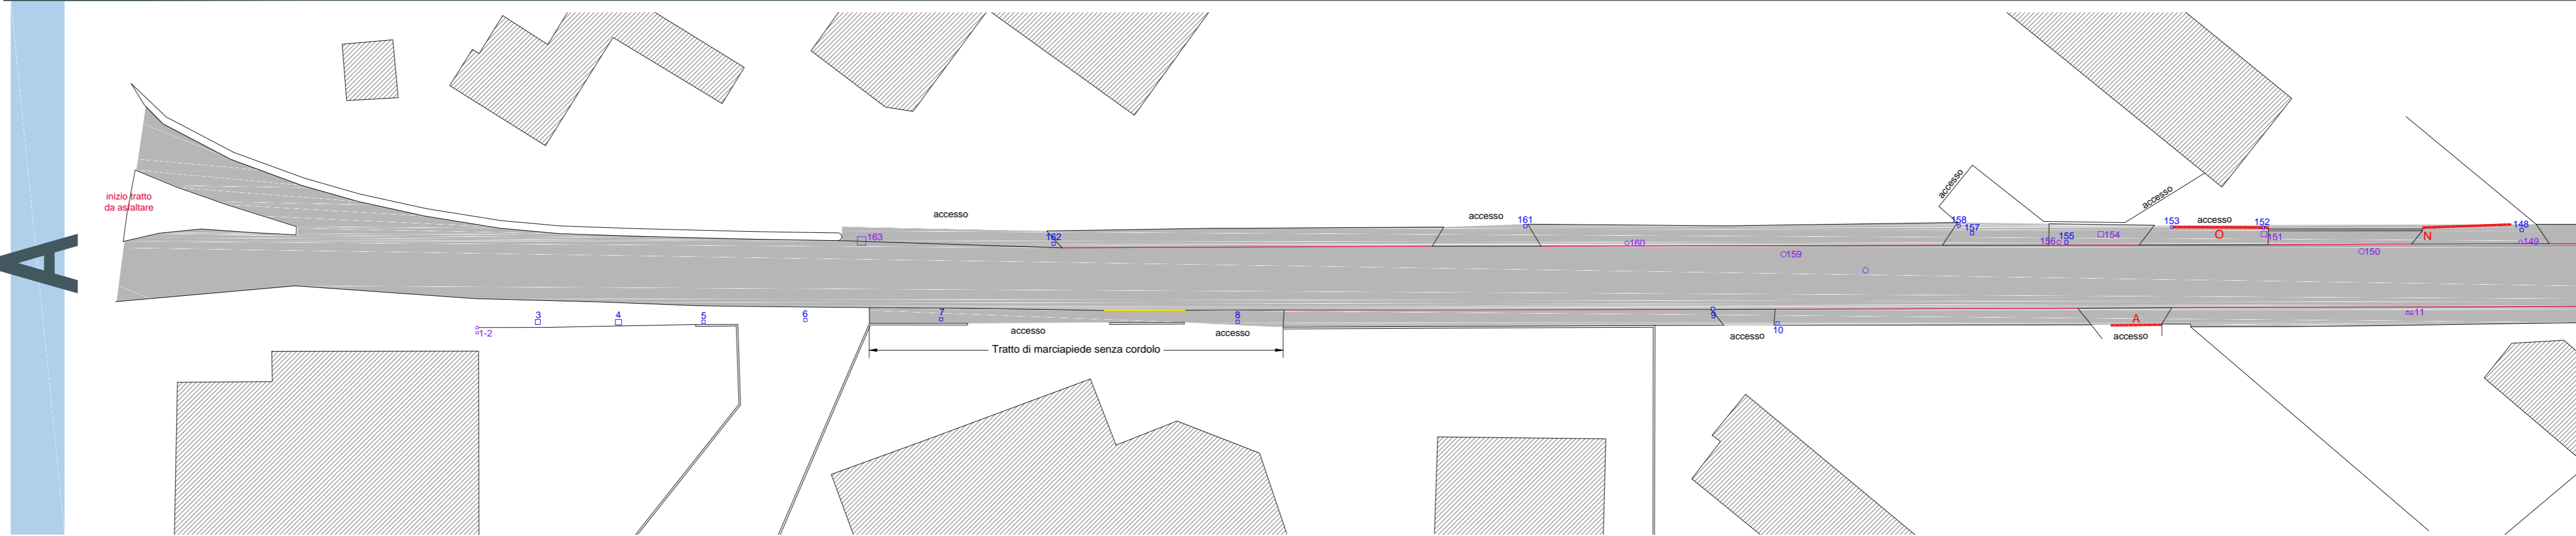 A
inizio tratto
da asfaltare
accesso
accesso
accesso
accesso
accesso
163
162
161
160
159
158
157
156
155
154
153
152
151
O
150
N
148
149
1-2
3
4
5
6
7
8
9
10
A
11
accesso
accesso
accesso
accesso
Tratto di marciapiede senza cordolo